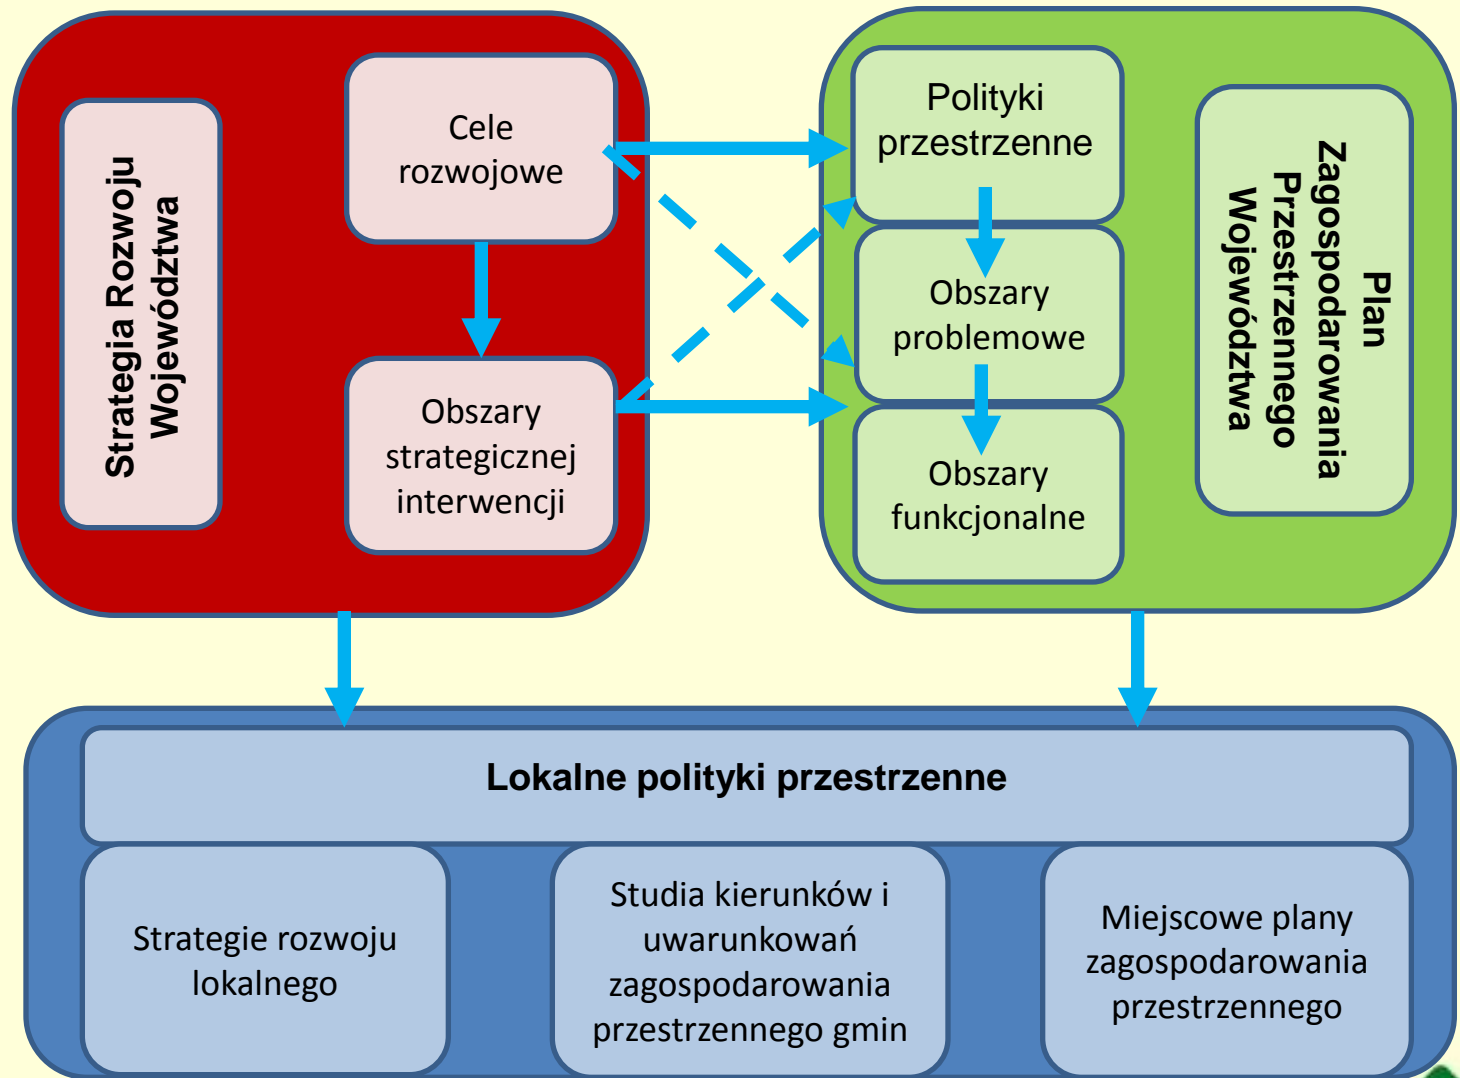 Strategia Rozwoju
Województwa
Cele
rozwojowe
Obszary
strategicznej
interwencji
Polityki
przestrzenne
Obszary
problemowe
Obszary
funkcjonalne
Plan
Zagospodarowania
Przestrzennego
Województwa
Lokalne polityki przestrzenne
Strategie rozwoju
lokalnego
Studia kierunków i
uwarunkowań
zagospodarowania
przestrzennego gmin
Miejscowe plany
zagospodarowania
przestrzennego